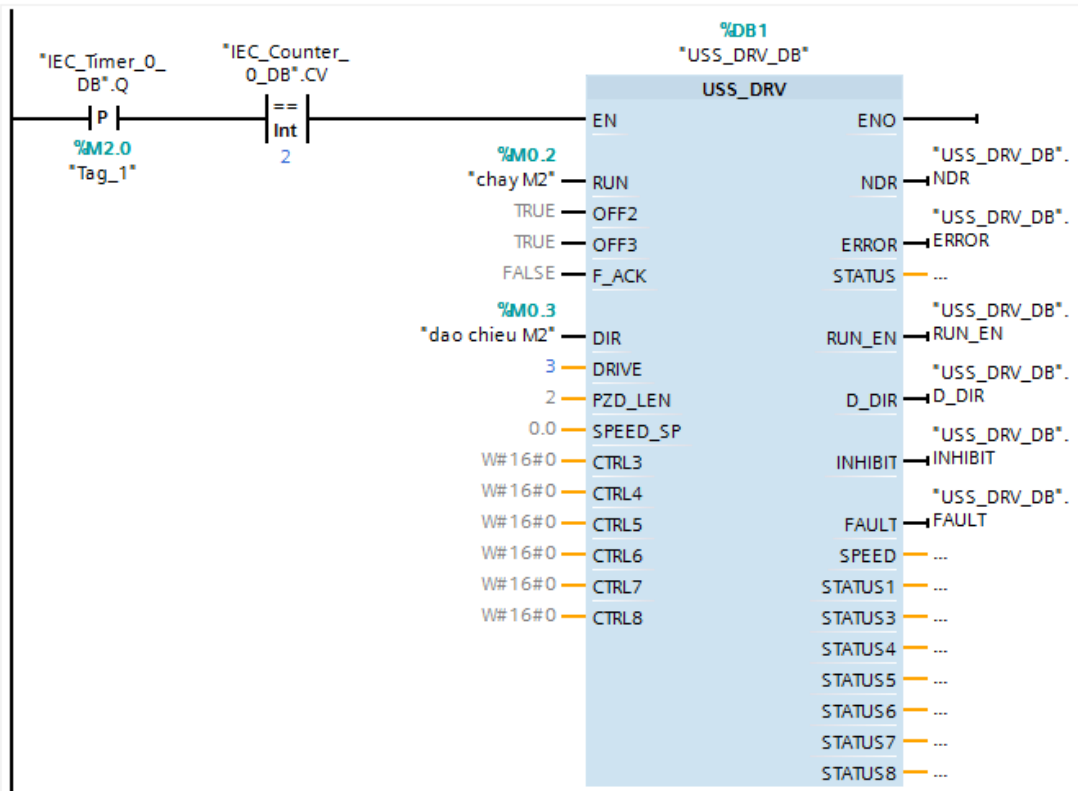 %DB1
"USS_DRV_DB"
"IEC_Timer_0_
DB".Q
"IEC_Counter_
0_DB".CV
USS_DRV
P
==
Int
EN
ENO
%M2.0
"Tag_1"
2
%M0.2
"chay M2"
RUN
NDR
"USS_DRV_DB".
NDR
TRUE
OFF2
TRUE
OFF3
ERROR
"USS_DRV_DB".
ERROR
FALSE
F_ACK
STATUS
...
%M0.3
"dao chieu M2"
DIR
RUN_EN
"USS_DRV_DB".
RUN_EN
3
DRIVE
2
PZD_LEN
D_DIR
"USS_DRV_DB".
D_DIR
0.0
SPEED_SP
W#16#0
CTRL3
INHIBIT
"USS_DRV_DB".
INHIBIT
W#16#0
CTRL4
W#16#0
CTRL5
FAULT
"USS_DRV_DB".
FAULT
W#16#0
CTRL6
SPEED
...
W#16#0
CTRL7
STATUS1
...
W#16#0
CTRL8
STATUS3
...
STATUS4
...
STATUS5
...
STATUS6
...
STATUS7
...
STATUS8
...